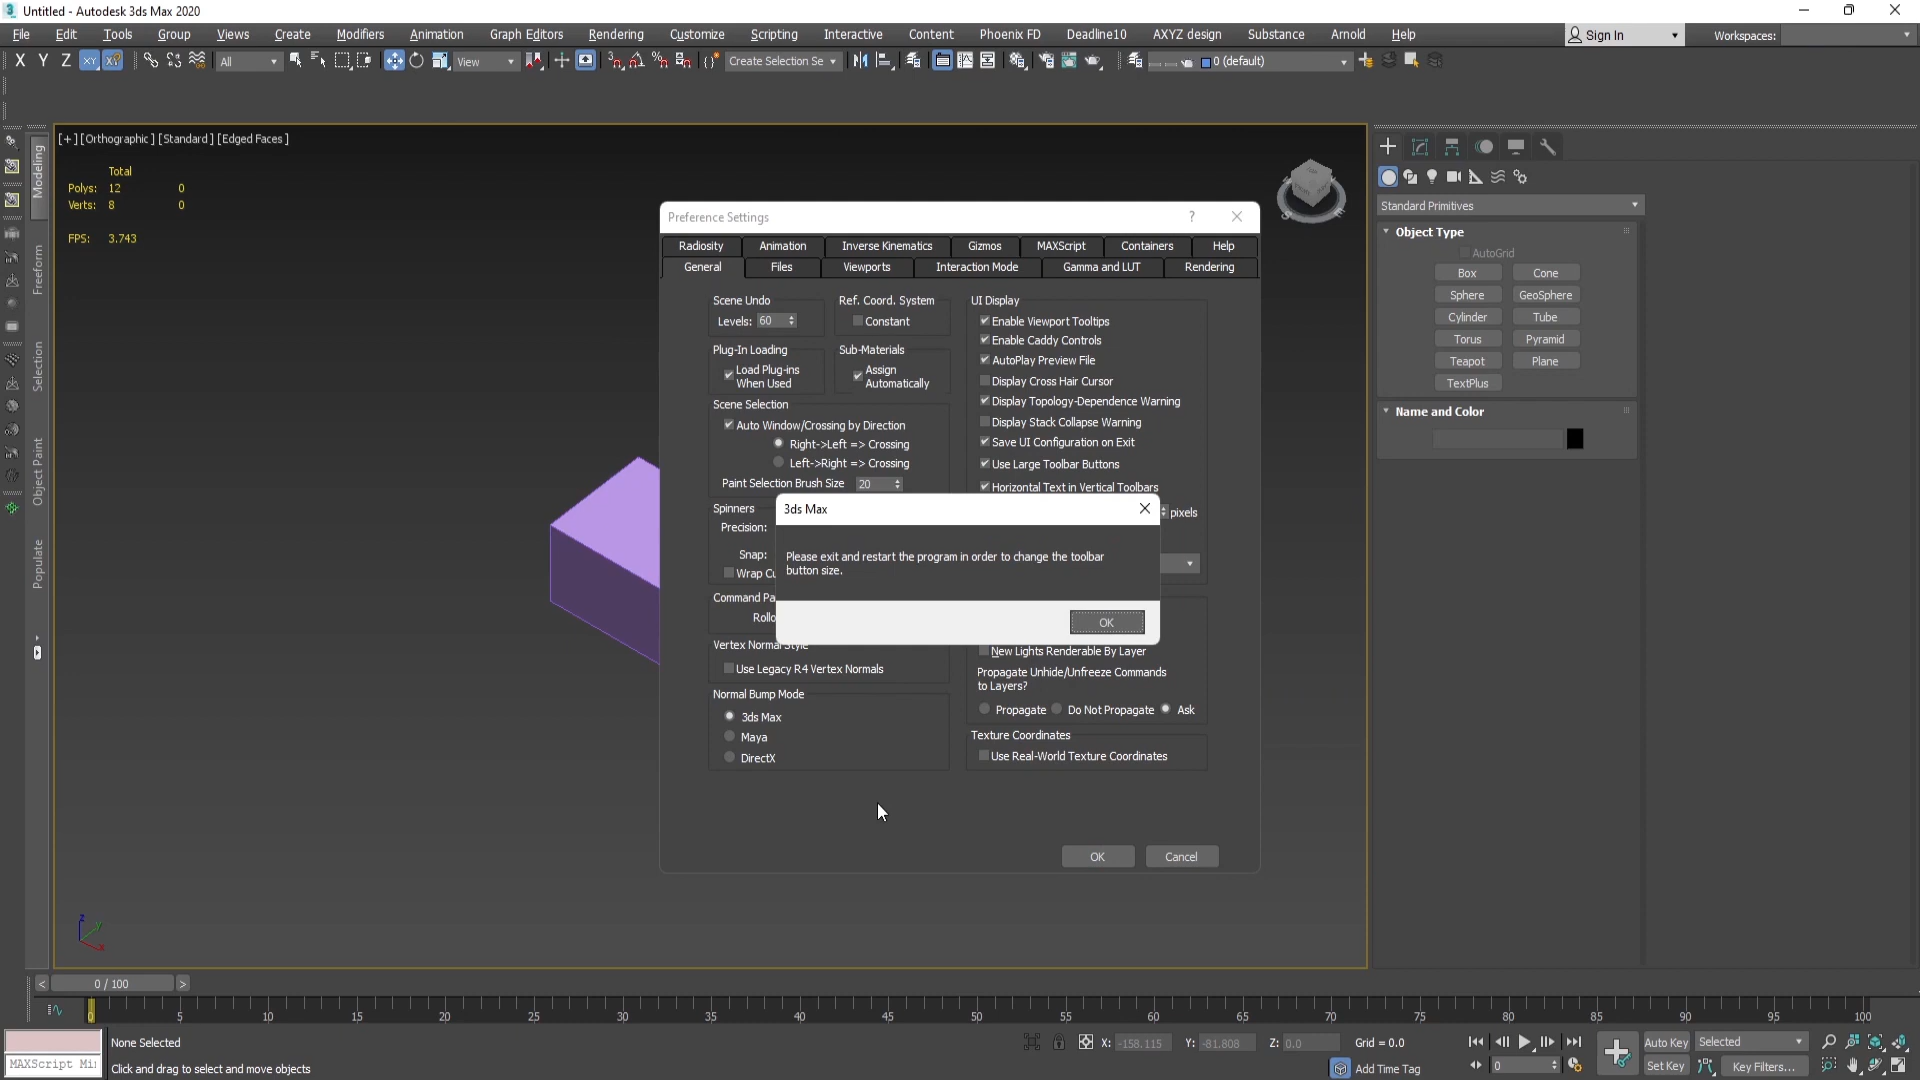 Untitled - Autodesk 3ds Max 2020
File Edit Tools Group Views Create Modifiers Animation Graph Editors Rendering Customize Scripting Interactive Content Phoenix FD Deadline10 AXYZ design Substance Arnold Help Sign In Workspaces:
X Y Z XY All View Create Selection Se 0 (default)
[+] [Orthographic] [Standard] [Edged Faces]
Total
Polys: 12 0
Verts: 8 0
FPS: 3.743
Modeling
Freeform
Selection
Object Paint
Populate
Preference Settings
Radiosity Animation Inverse Kinematics Gizmos MAXScript Containers Help
General Files Viewports Interaction Mode Gamma and LUT Rendering
Scene Undo
Levels: 60
Ref. Coord. System
Constant
Plug-In Loading
Load Plug-ins
When Used
Sub-Materials
Assign
Automatically
Scene Selection
Auto Window/Crossing by Direction
Right->Left => Crossing
Left->Right => Crossing
Paint Selection Brush Size 20
Spinners
Precision:
Snap:
Wrap Cu
Command Pa
Rollo
Vertex Normal Style
Use Legacy R4 Vertex Normals
Normal Bump Mode
3ds Max
Maya
DirectX
UI Display
Enable Viewport Tooltips
Enable Caddy Controls
AutoPlay Preview File
Display Cross Hair Cursor
Display Topology-Dependence Warning
Display Stack Collapse Warning
Save UI Configuration on Exit
Use Large Toolbar Buttons
Horizontal Text in Vertical Toolbars
pixels
New Lights Renderable By Layer
Propagate Unhide/Unfreeze Commands
to Layers?
Propagate Do Not Propagate Ask
Texture Coordinates
Use Real-World Texture Coordinates
OK Cancel
3ds Max
Please exit and restart the program in order to change the toolbar
button size.
OK
Standard Primitives
Object Type
AutoGrid
Box Cone
Sphere GeoSphere
Cylinder Tube
Torus Pyramid
Teapot Plane
TextPlus
Name and Color
z
y
x
< 0 / 100 >
0 5 10 15 20 25 30 35 40 45 50 55 60 65 70 75 80 85 90 95 100
None Selected
X: -158.115 Y: -81.808 Z: 0.0 Grid = 0.0
Auto Key Selected
MAXScript Mi
Click and drag to select and move objects
Add Time Tag
0
Set Key Key Filters...